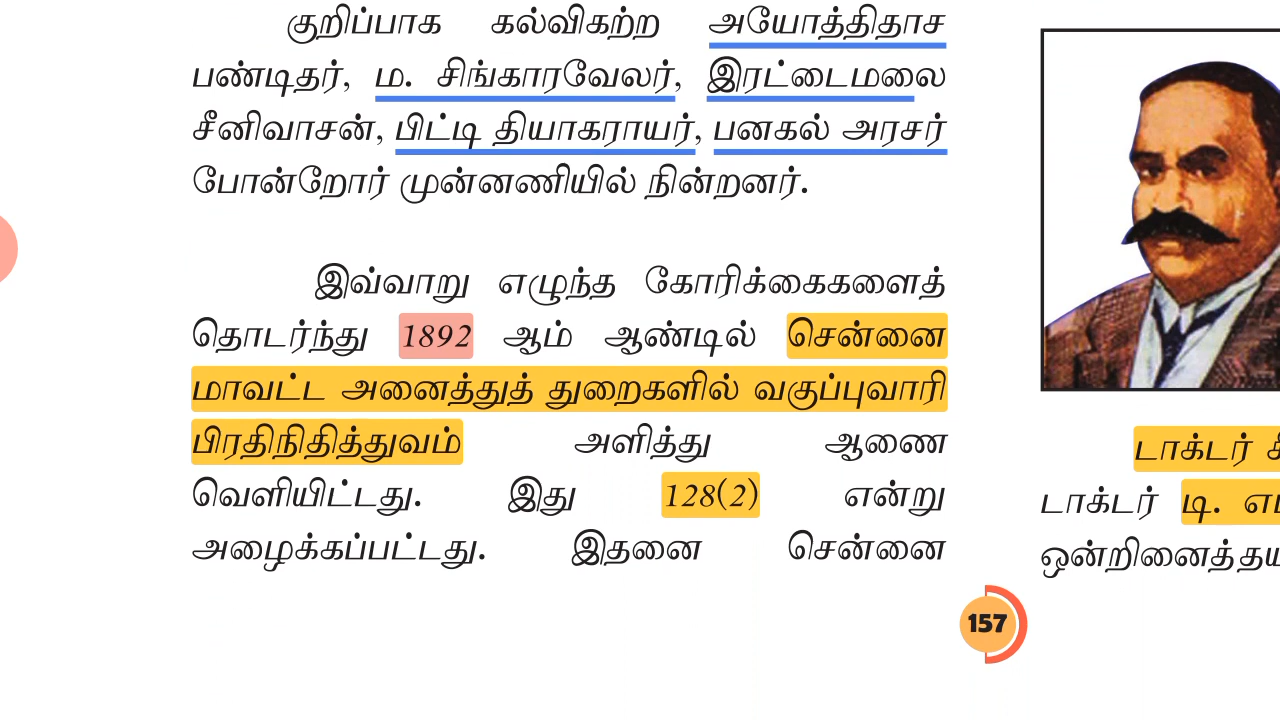 குறிப்பாக கல்விகற்ற அயோத்திதாச
பண்டிதர், ம. சிங்காரவேலர், இரட்டைமலை
சீனிவாசன், பிட்டி தியாகராயர், பனகல் அரசர்
போன்றோர் முன்னணியில் நின்றனர்.
இவ்வாறு எழுந்த கோரிக்கைகளைத்
தொடர்ந்து 1892 ஆம் ஆண்டில் சென்னை
மாவட்ட அனைத்துத் துறைகளில் வகுப்புவாரி
பிரதிநிதித்துவம் அளித்து ஆணை
வெளியிட்டது. இது 128(2) என்று
அழைக்கப்பட்டது. இதனை சென்னை
டாக்டர்
டாக்டர் டி.
157